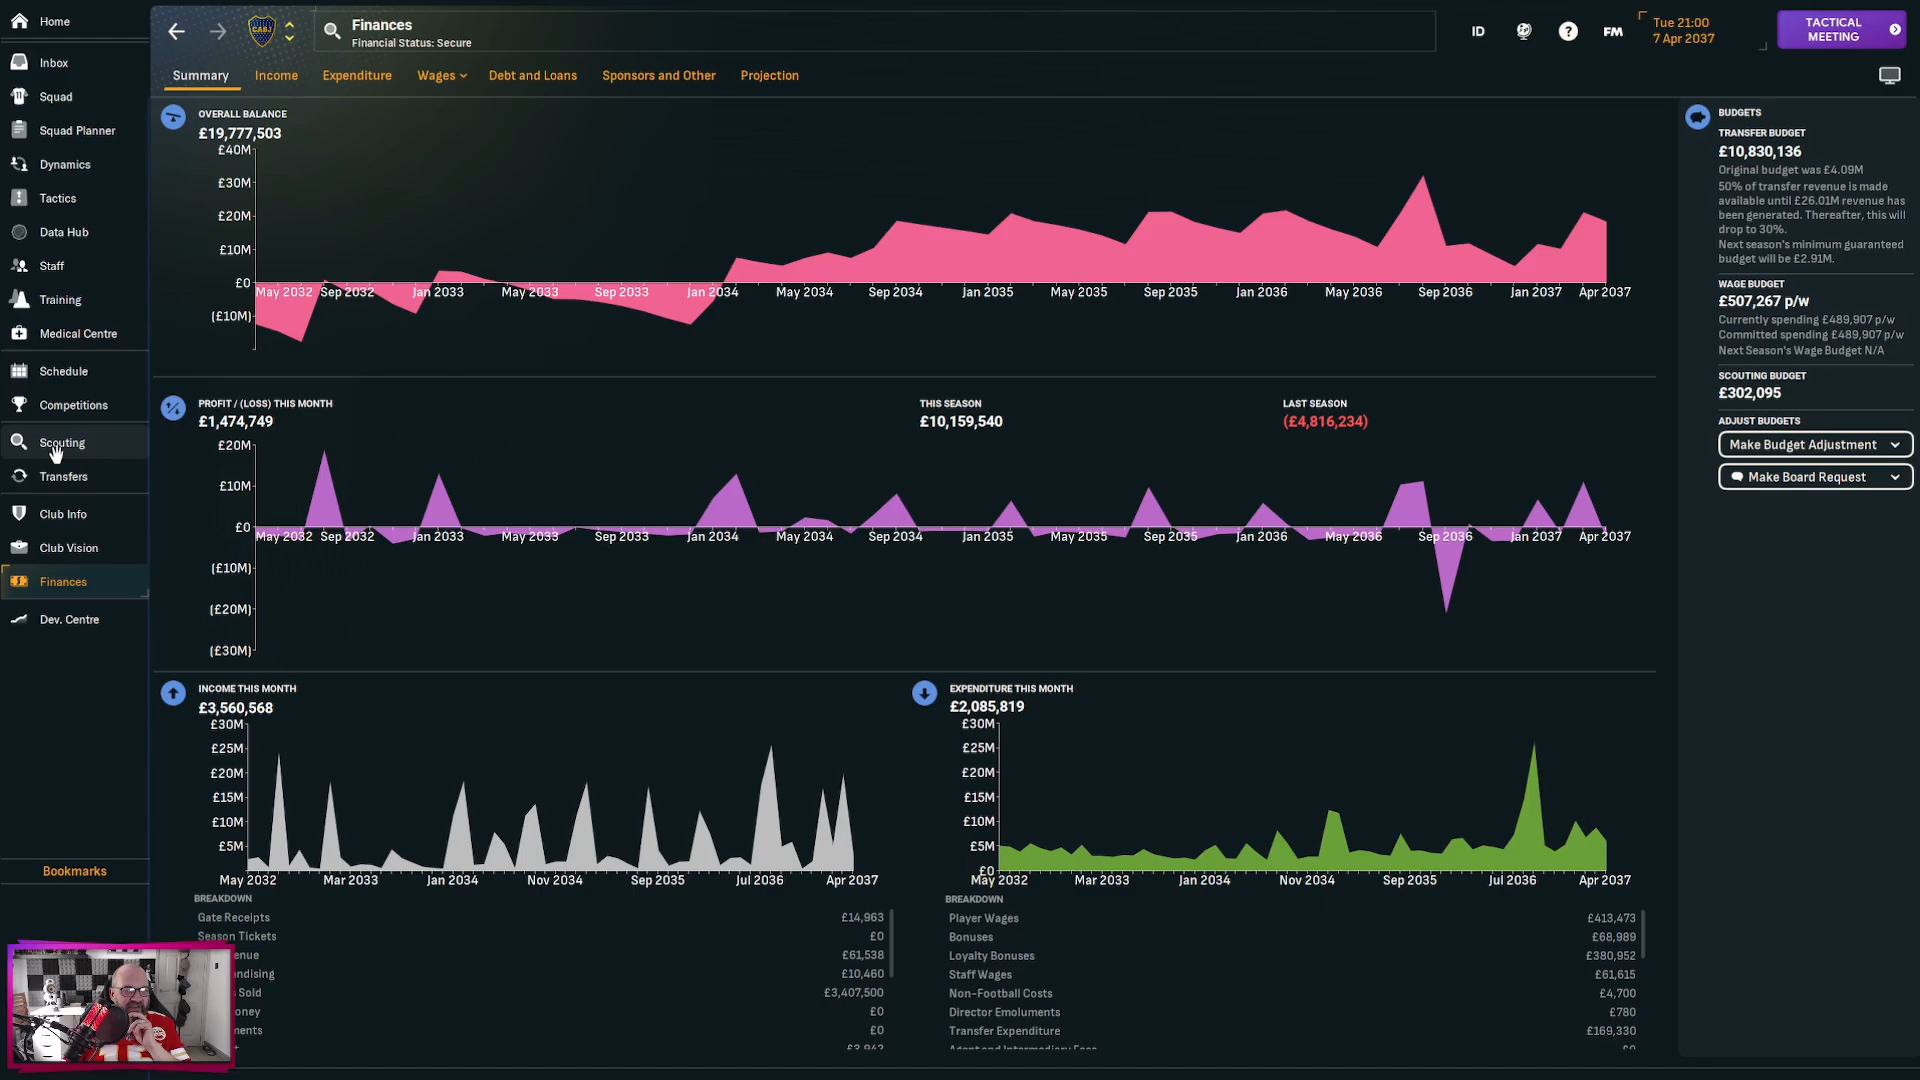 Home
Inbox
Squad
Squad Planner
Dynamics
Tactics
Data Hub
Staff
Training
Medical Centre
Schedule
Competitions
Scouting
Transfers
Club Info
Club Vision
Finances
Dev. Centre
Bookmarks
CABJ
Finances
Financial Status: Secure
ID
?
FM
Tue 21:00
7 Apr 2037
TACTICAL
MEETING
Summary
Income
Expenditure
Wages
Debt and Loans
Sponsors and Other
Projection
OVERALL BALANCE
£19,777,503
£40M
£30M
£20M
£10M
£0
(£10M)
May 2032 Sep 2032 Jan 2033 May 2033 Sep 2033 Jan 2034 May 2034 Sep 2034 Jan 2035 May 2035 Sep 2035 Jan 2036 May 2036 Sep 2036 Jan 2037 Apr 2037
PROFIT / (LOSS) THIS MONTH
£1,474,749
THIS SEASON
£10,159,540
LAST SEASON
(£4,816,234)
£20M
£10M
£0
(£10M)
(£20M)
(£30M)
May 2032 Sep 2032 Jan 2033 May 2033 Sep 2033 Jan 2034 May 2034 Sep 2034 Jan 2035 May 2035 Sep 2035 Jan 2036 May 2036 Sep 2036 Jan 2037 Apr 2037
INCOME THIS MONTH
£3,560,568
£30M
£25M
£20M
£15M
£10M
£5M
May 2032 Mar 2033 Jan 2034 Nov 2034 Sep 2035 Jul 2036 Apr 2037
BREAKDOWN
Gate Receipts £14,963
Season Tickets £0
enue £61,538
andising £10,460
Sold £3,407,500
oney £0
ments £0
£3,942
EXPENDITURE THIS MONTH
£2,085,819
£30M
£25M
£20M
£15M
£10M
£5M
£0
May 2032 Mar 2033 Jan 2034 Nov 2034 Sep 2035 Jul 2036 Apr 2037
BREAKDOWN
Player Wages £413,473
Bonuses £68,989
Loyalty Bonuses £380,952
Staff Wages £61,615
Non-Football Costs £4,700
Director Emoluments £780
Transfer Expenditure £169,330
Agent and Intermediary Fees £0
BUDGETS
TRANSFER BUDGET
£10,830,136
Original budget was £4.09M
50% of transfer revenue is made
available until £26.01M revenue has
been generated. Thereafter, this will
drop to 30%.
Next season's minimum guaranteed
budget will be £2.91M.
WAGE BUDGET
£507,267 p/w
Currently spending £489,907 p/w
Committed spending £489,907 p/w
Next Season's Wage Budget N/A
SCOUTING BUDGET
£302,095
ADJUST BUDGETS
Make Budget Adjustment
Make Board Request